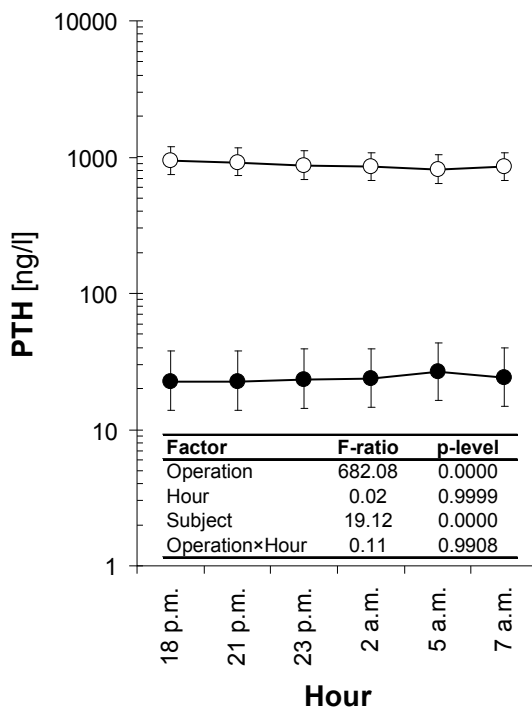 10000
1000
100
10
1
PTH [ng/l]
Factor F-ratio p-level
Operation 682.08 0.0000
Hour 0.02 0.9999
Subject 19.12 0.0000
Operation×Hour 0.11 0.9908
18 p.m.
21 p.m.
23 p.m.
2 a.m.
5 a.m.
7 a.m.
Hour